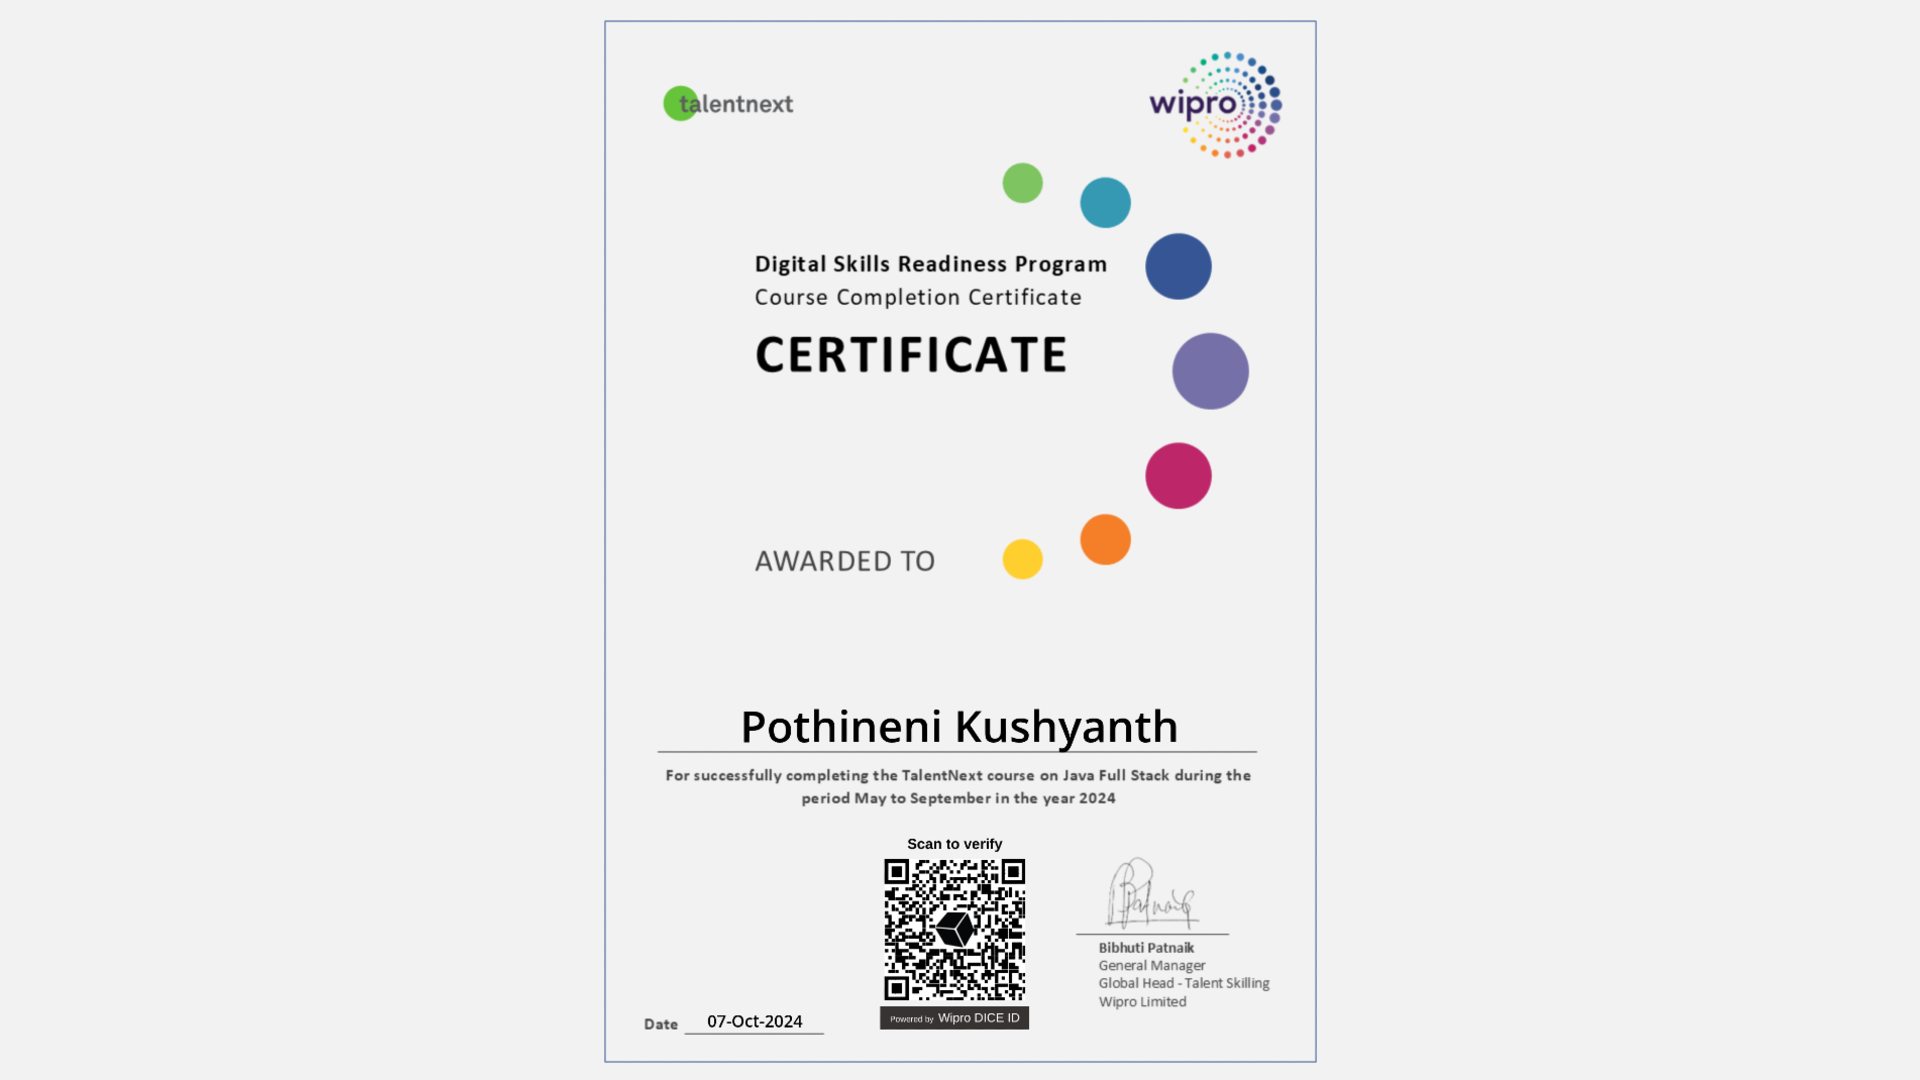 talentnext
wipro
Digital Skills Readiness Program
Course Completion Certificate
CERTIFICATE
AWARDED TO
Pothineni Kushyanth
For successfully completing the TalentNext course on Java Full Stack during the
period May to September in the year 2024
Scan to verify
Powered by Wipro DICE ID
BPatnaik
Bibhuti Patnaik
General Manager
Global Head - Talent Skilling
Wipro Limited
Date 07-Oct-2024